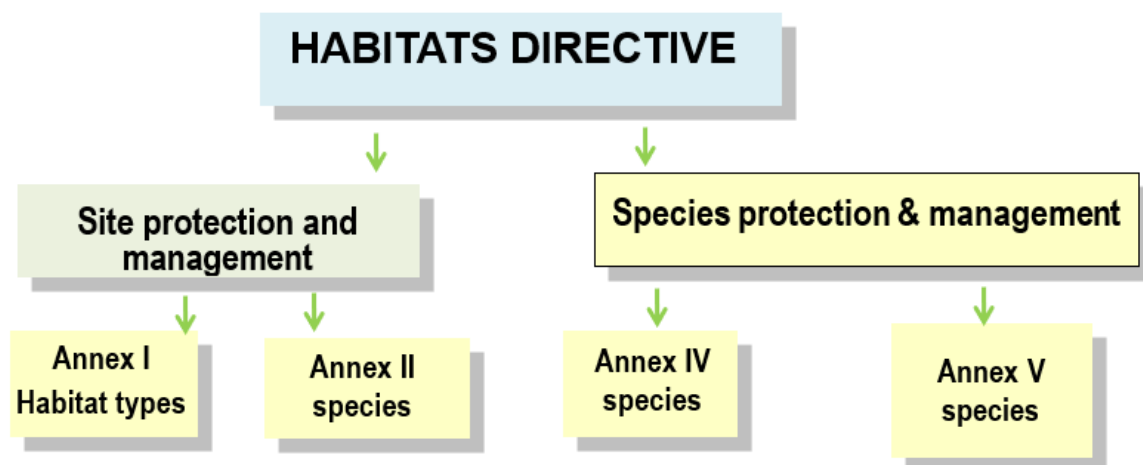 HABITATS DIRECTIVE
Site protection and
management
Species protection & management
Annex I
Habitat types
Annex II
species
Annex IV
species
Annex V
species